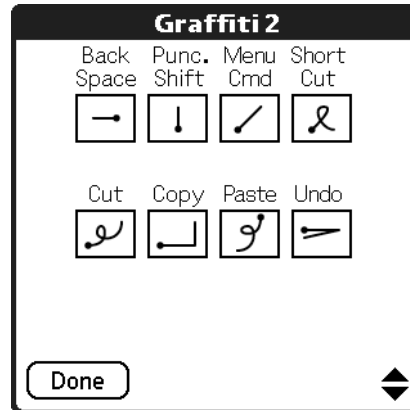 Graffiti 2
Back Punc. Menu Short
Space Shift Cmd Cut
Cut Copy Paste Undo
Done